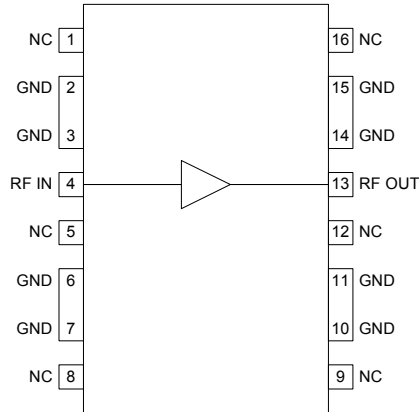 NC 1 16 NC
GND 2 15 GND
GND 3 14 GND
RF IN 4 13 RF OUT
NC 5 12 NC
GND 6 11 GND
GND 7 10 GND
NC 8 9 NC